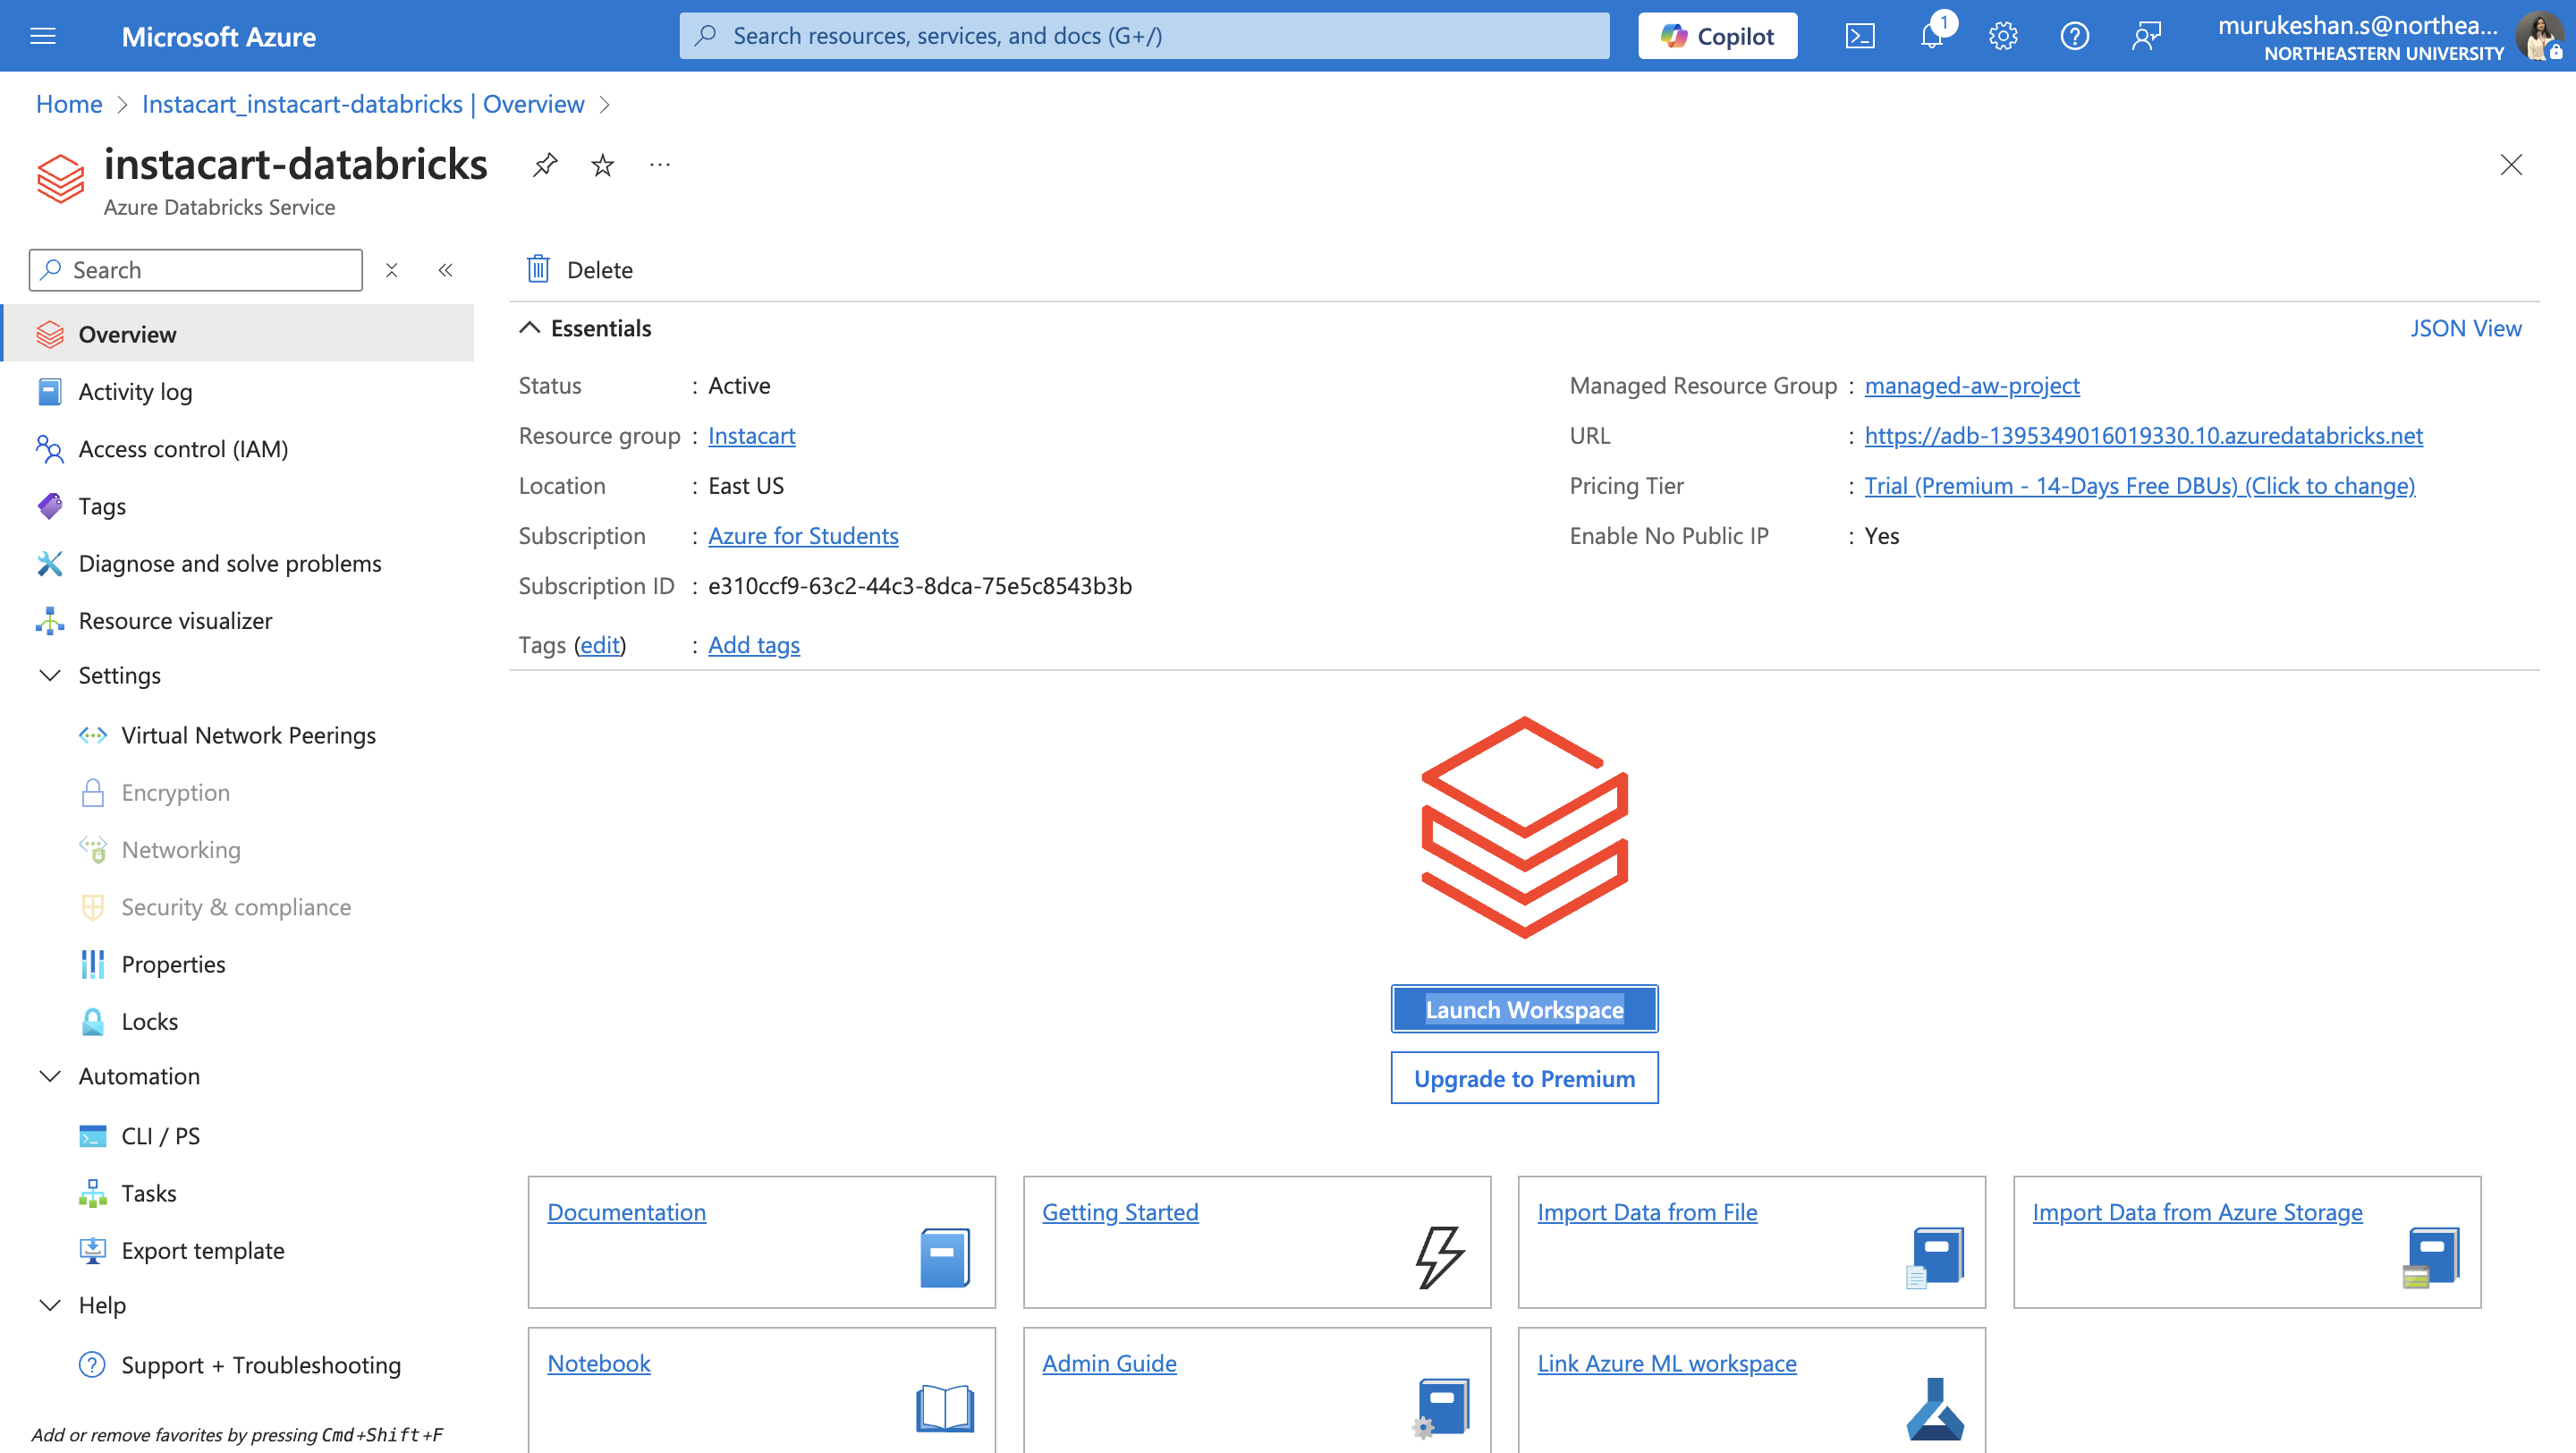 Microsoft Azure
Search resources, services, and docs (G+/)
Copilot
1
murukeshan.s@northea...
NORTHEASTERN UNIVERSITY
Home > Instacart_instacart-databricks | Overview >
instacart-databricks
...
Azure Databricks Service
Search
Delete
Overview
Activity log
Access control (IAM)
Tags
Diagnose and solve problems
Resource visualizer
Settings
Virtual Network Peerings
Encryption
Networking
Security & compliance
Properties
Locks
Automation
CLI / PS
Tasks
Export template
Help
Support + Troubleshooting
Add or remove favorites by pressing Cmd+Shift+F
Essentials
JSON View
Status : Active
Resource group : Instacart
Location : East US
Subscription : Azure for Students
Subscription ID : e310ccf9-63c2-44c3-8dca-75e5c8543b3b
Tags (edit) : Add tags
Managed Resource Group : managed-aw-project
URL : https://adb-1395349016019330.10.azuredatabricks.net
Pricing Tier : Trial (Premium - 14-Days Free DBUs) (Click to change)
Enable No Public IP : Yes
Launch Workspace
Upgrade to Premium
Documentation
Getting Started
Import Data from File
Import Data from Azure Storage
Notebook
Admin Guide
Link Azure ML workspace